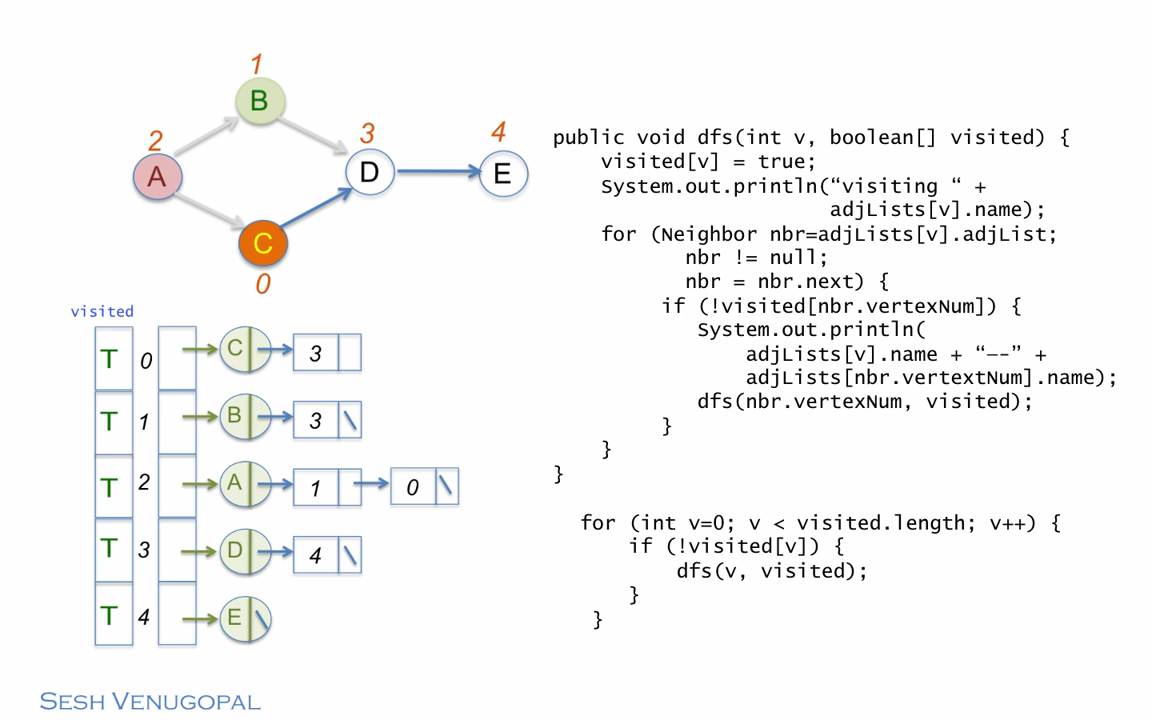 1
B
2
A
3
D
4
E
C
0
public void dfs(int v, boolean[] visited) {
visited[v] = true;
System.out.println(“visiting “ +
adjLists[v].name);
for (Neighbor nbr=adjLists[v].adjList;
nbr != null;
nbr = nbr.next) {
if (!visited[nbr.vertexNum]) {
System.out.println(
adjLists[v].name + “—-” +
adjLists[nbr.vertextNum].name);
dfs(nbr.vertexNum, visited);
}
}
}
for (int v=0; v < visited.length; v++) {
if (!visited[v]) {
dfs(v, visited);
}
}
visited
T 0 C 3
T 1 B 3 \
T 2 A 1 0 \
T 3 D 4 \
T 4 E \
SESH VENUGOPAL